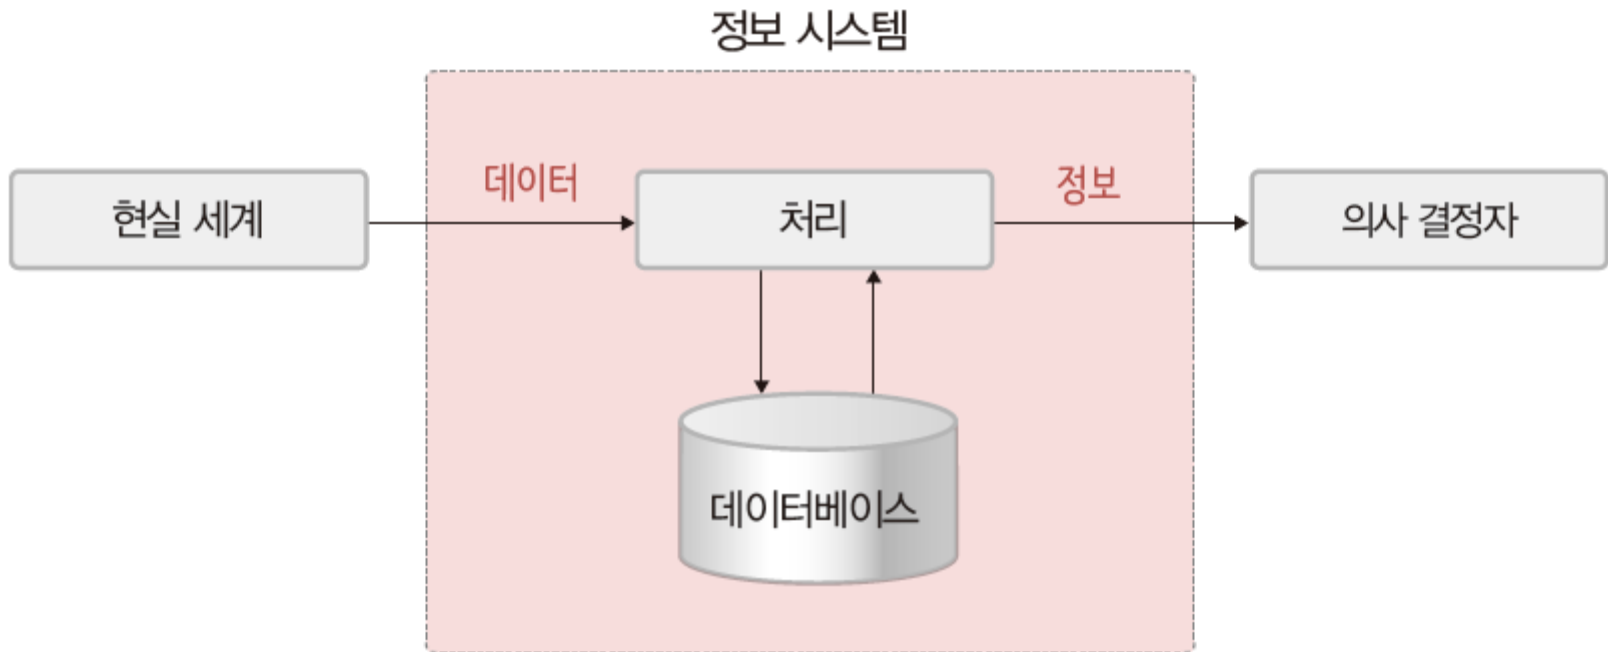 정보 시스템
현실 세계
데이터
처리
정보
의사 결정자
데이터베이스